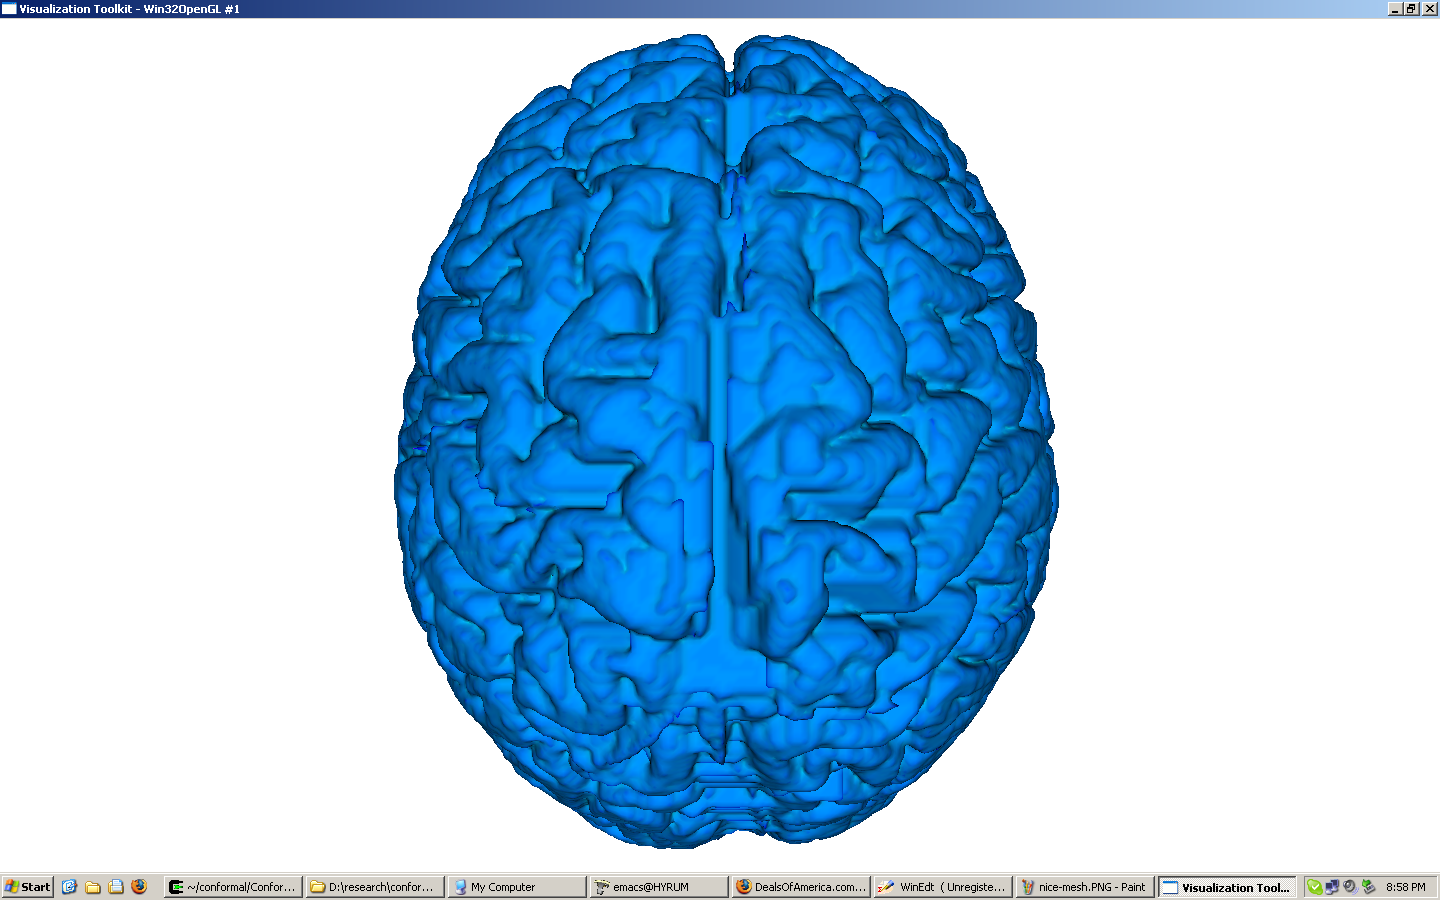 Visualization Toolkit - Win32OpenGL #1
Start
~/conformal/Confor...
D:\research\confor...
My Computer
emacs@HYRUM
DealsOfAmerica.com...
WinEdt ( Unregiste...
nice-mesh.PNG - Paint
Visualization Tool...
8:58 PM